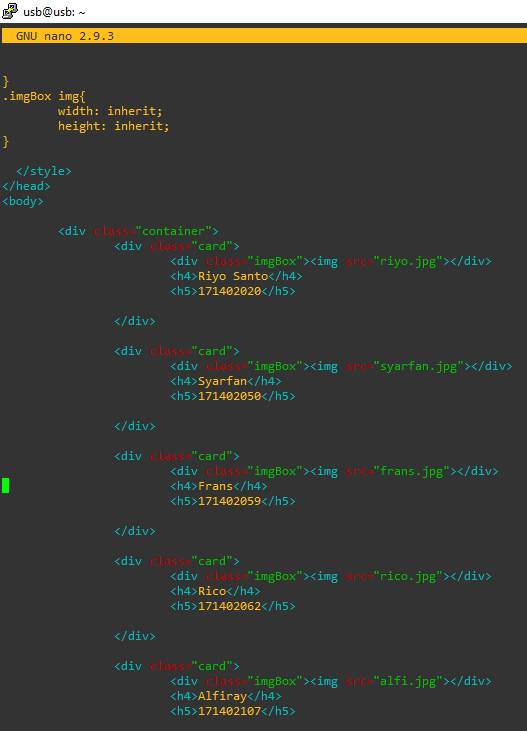 usb@usb: ~
GNU nano 2.9.3
}
.imgBox img{
width: inherit;
height: inherit;
}
</style>
</head>
<body>
<div class="container">
<div class="card">
<div class="imgBox"><img src="riyo.jpg"></div>
<h4>Riyo Santo</h4>
<h5>171402020</h5>
</div>
<div class="card">
<div class="imgBox"><img src="syarfan.jpg"></div>
<h4>Syarfan</h4>
<h5>171402050</h5>
</div>
<div class="card">
<div class="imgBox"><img src="frans.jpg"></div>
<h4>Frans</h4>
<h5>171402059</h5>
</div>
<div class="card">
<div class="imgBox"><img src="rico.jpg"></div>
<h4>Rico</h4>
<h5>171402062</h5>
</div>
<div class="card">
<div class="imgBox"><img src="alfi.jpg"></div>
<h4>Alfiray</h4>
<h5>171402107</h5>